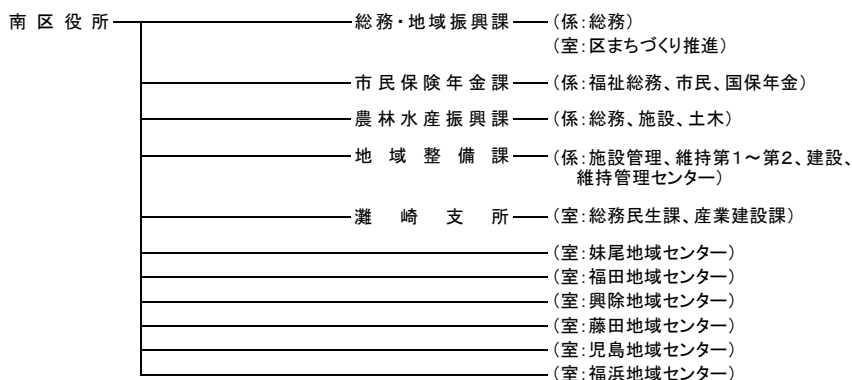 南区役所 総務・地域振興課 (係:総務)
(室:区まちづくり推進)
市民保険年金課 (係:福祉総務、市民、国保年金)
農林水産振興課 (係:総務、施設、土木)
地域整備課 (係:施設管理、維持第1～第2、建設、
維持管理センター)
灘崎支所 (室:総務民生課、産業建設課)
(室:妹尾地域センター)
(室:福田地域センター)
(室:興除地域センター)
(室:藤田地域センター)
(室:児島地域センター)
(室:福浜地域センター)